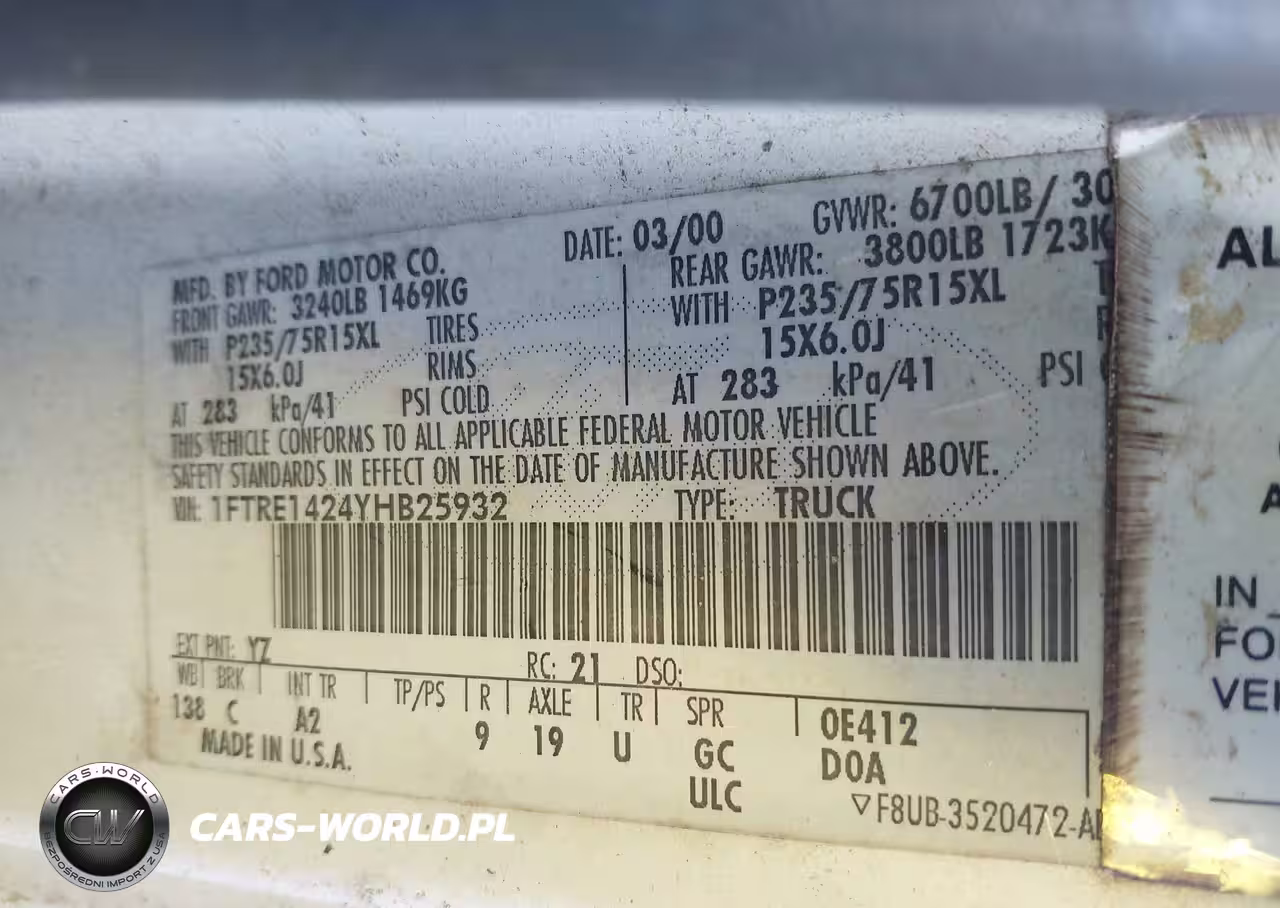 MFD. BY FORD MOTOR CO. DATE: 03/00 GVWR: 6700LB/ 30
FRONT GAWR: 3240LB 1469KG REAR GAWR: 3800LB 1723K
WITH P235/75R15XL TIRES WITH P235/75R15XL T
15X6.0J RIMS 15X6.0J R
AT 283 kPa/41 PSI COLD AT 283 kPa/41 PSI
THIS VEHICLE CONFORMS TO ALL APPLICABLE FEDERAL MOTOR VEHICLE
SAFETY STANDARDS IN EFFECT ON THE DATE OF MANUFACTURE SHOWN ABOVE.
VIN: 1FTRE1424YHB25932 TYPE: TRUCK
EXT PNT: YZ RC: 21 DSO:
WB BRK INT TR TP/PS R AXLE TR SPR 0E412
138 C A2 9 19 U GC D0A
MADE IN U.S.A. ULC
▽F8UB-3520472-A
AL
A
IN
FO
VE
CARS-WORLD
CW
BEZPOŚREDNI IMPORT Z USA
CARS-WORLD.PL